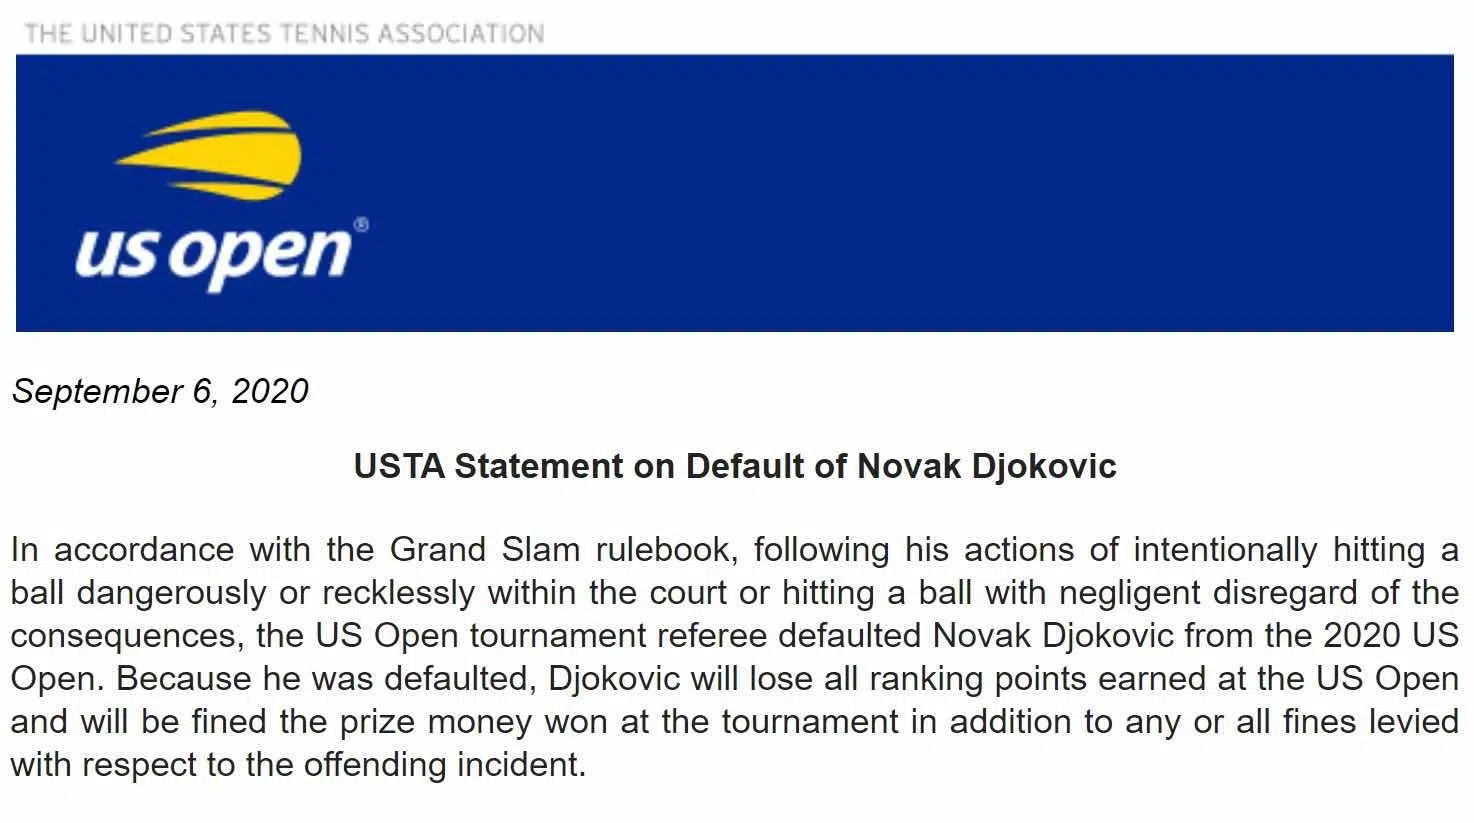 THE UNITED STATES TENNIS ASSOCIATION
us open®
September 6, 2020
USTA Statement on Default of Novak Djokovic
In accordance with the Grand Slam rulebook, following his actions of intentionally hitting a
ball dangerously or recklessly within the court or hitting a ball with negligent disregard of the
consequences, the US Open tournament referee defaulted Novak Djokovic from the 2020 US
Open. Because he was defaulted, Djokovic will lose all ranking points earned at the US Open
and will be fined the prize money won at the tournament in addition to any or all fines levied
with respect to the offending incident.